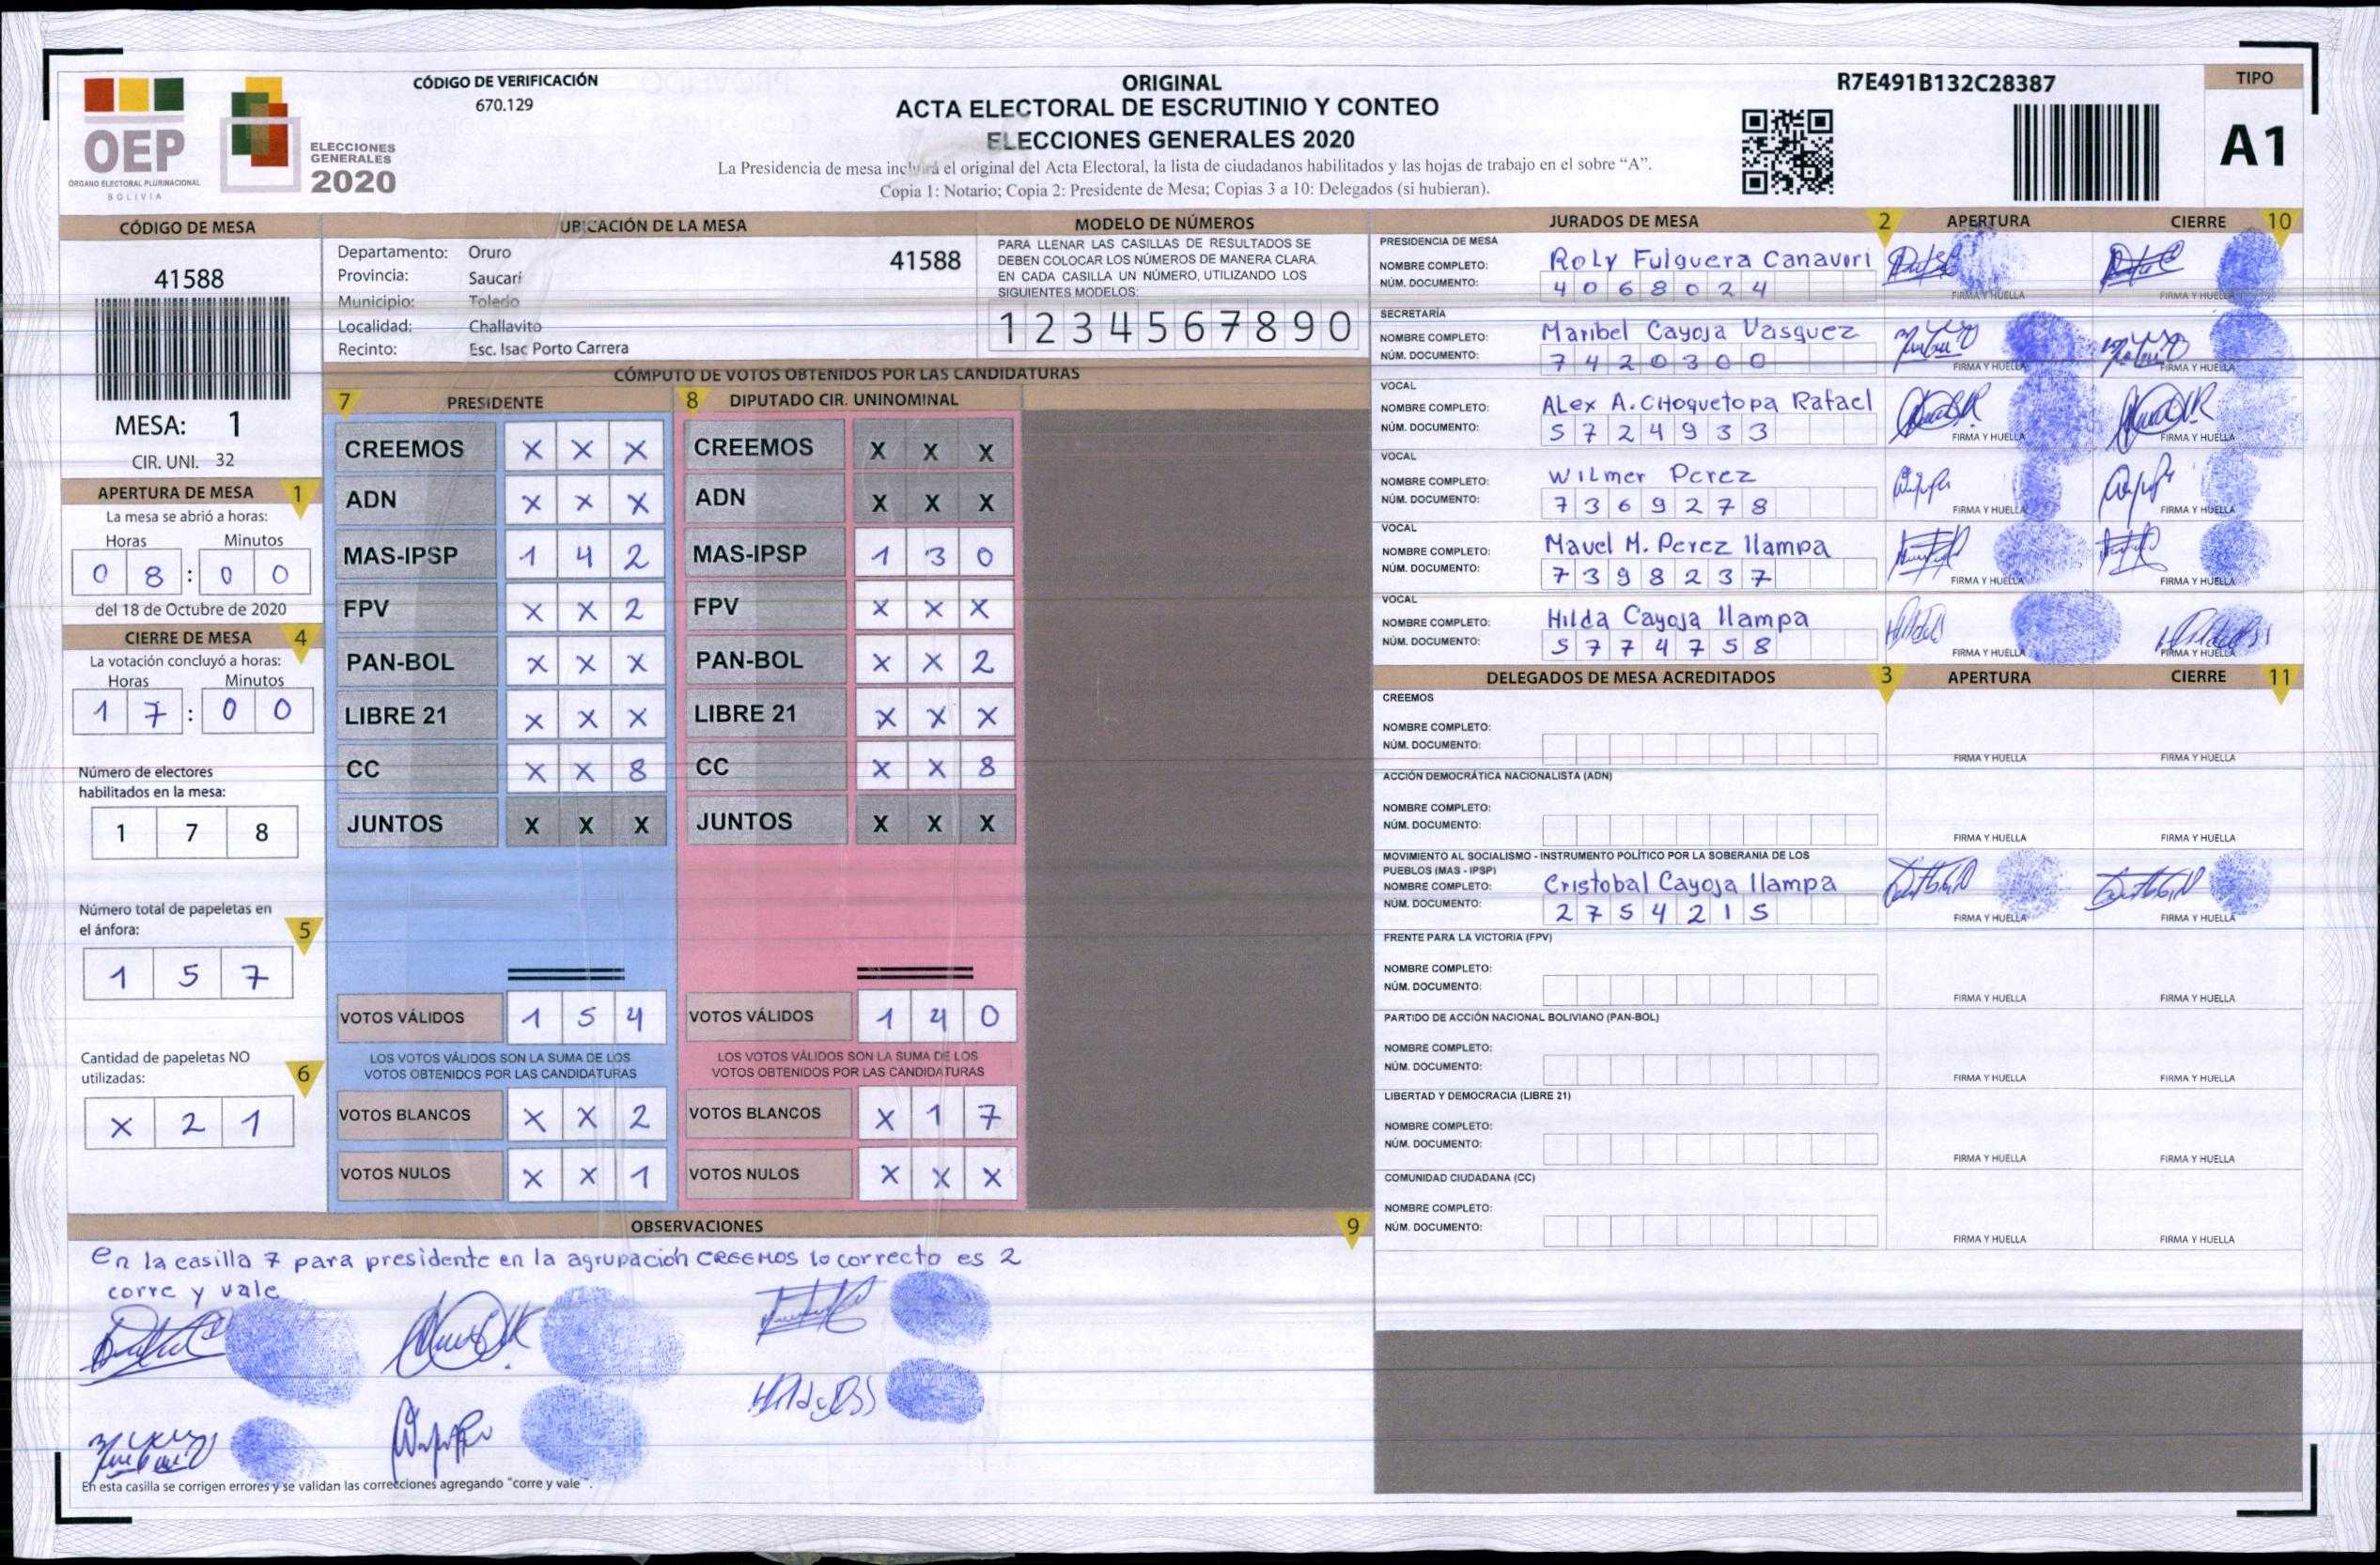 OEP
ÓRGANO ELECTORAL PLURINACIONAL
BOLIVIA
ELECCIONES
GENERALES
2020
CÓDIGO DE VERIFICACIÓN
670.129
ORIGINAL
ACTA ELECTORAL DE ESCRUTINIO Y CONTEO
ELECCIONES GENERALES 2020
La Presidencia de mesa incluirá el original del Acta Electoral, la lista de ciudadanos habilitados y las hojas de trabajo en el sobre “A”.
Copia 1: Notario; Copia 2: Presidente de Mesa; Copias 3 a 10: Delegados (si hubieran).
R7E491B132C28387
TIPO
A1
CÓDIGO DE MESA
41588
MESA: 1
CIR. UNI. 32
APERTURA DE MESA 1
La mesa se abrió a horas:
Horas Minutos
0 8 : 0 0
del 18 de Octubre de 2020
CIERRE DE MESA 4
La votación concluyó a horas:
Horas Minutos
1 7 : 0 0
Número de electores
habilitados en la mesa:
1 7 8
Número total de papeletas en
el ánfora: 5
1 5 7
Cantidad de papeletas NO
utilizadas: 6
X 2 1
UBICACIÓN DE LA MESA
Departamento: Oruro
41588
Provincia: Saucarí
Municipio: Toledo
Localidad: Challavito
Recinto: Esc. Isac Porto Carrera
MODELO DE NÚMEROS
PARA LLENAR LAS CASILLAS DE RESULTADOS SE
DEBEN COLOCAR LOS NÚMEROS DE MANERA CLARA.
EN CADA CASILLA UN NÚMERO, UTILIZANDO LOS
SIGUIENTES MODELOS:
1 2 3 4 5 6 7 8 9 0
CÓMPUTO DE VOTOS OBTENIDOS POR LAS CANDIDATURAS
7 PRESIDENTE
CREEMOS X X X
ADN X X X
MAS-IPSP 1 4 2
FPV X X 2
PAN-BOL X X X
LIBRE 21 X X X
CC X X 8
JUNTOS X X X
VOTOS VÁLIDOS 1 5 4
LOS VOTOS VÁLIDOS SON LA SUMA DE LOS
VOTOS OBTENIDOS POR LAS CANDIDATURAS
VOTOS BLANCOS X X 2
VOTOS NULOS X X 1
8 DIPUTADO CIR. UNINOMINAL
CREEMOS X X X
ADN X X X
MAS-IPSP 1 3 0
FPV X X X
PAN-BOL X X 2
LIBRE 21 X X X
CC X X 8
JUNTOS X X X
VOTOS VÁLIDOS 1 4 0
LOS VOTOS VÁLIDOS SON LA SUMA DE LOS
VOTOS OBTENIDOS POR LAS CANDIDATURAS
VOTOS BLANCOS X 1 7
VOTOS NULOS X X X
OBSERVACIONES 9
En la casilla 7 para presidente en la agrupación CREEMOS lo correcto es 2
corre y vale
En esta casilla se corrigen errores y se validan las correcciones agregando "corre y vale".
JURADOS DE MESA 2 APERTURA CIERRE 10
PRESIDENCIA DE MESA
NOMBRE COMPLETO: Roly Fulguera Canaviri
NÚM. DOCUMENTO: 4 0 6 8 0 2 4
FIRMA Y HUELLA FIRMA Y HUELLA
SECRETARÍA
NOMBRE COMPLETO: Maribel Cayoja Vasquez
NÚM. DOCUMENTO: 7 4 2 0 3 0 0
FIRMA Y HUELLA FIRMA Y HUELLA
VOCAL
NOMBRE COMPLETO: Alex A. CHoquetopa Rafael
NÚM. DOCUMENTO: 5 7 2 4 9 3 3
FIRMA Y HUELLA FIRMA Y HUELLA
VOCAL
NOMBRE COMPLETO: Wilmer Perez
NÚM. DOCUMENTO: 7 3 6 9 2 7 8
FIRMA Y HUELLA FIRMA Y HUELLA
VOCAL
NOMBRE COMPLETO: Mavel M. Perez llampa
NÚM. DOCUMENTO: 7 3 9 8 2 3 7
FIRMA Y HUELLA FIRMA Y HUELLA
VOCAL
NOMBRE COMPLETO: Hilda Cayoja llampa
NÚM. DOCUMENTO: 5 7 7 4 7 5 8
FIRMA Y HUELLA FIRMA Y HUELLA
DELEGADOS DE MESA ACREDITADOS 3 APERTURA CIERRE 11
CREEMOS
NOMBRE COMPLETO:
NÚM. DOCUMENTO:
FIRMA Y HUELLA FIRMA Y HUELLA
ACCIÓN DEMOCRÁTICA NACIONALISTA (ADN)
NOMBRE COMPLETO:
NÚM. DOCUMENTO:
FIRMA Y HUELLA FIRMA Y HUELLA
MOVIMIENTO AL SOCIALISMO - INSTRUMENTO POLÍTICO POR LA SOBERANIA DE LOS
PUEBLOS (MAS - IPSP)
NOMBRE COMPLETO: Cristobal Cayoja llampa
NÚM. DOCUMENTO: 2 7 5 4 2 1 5
FIRMA Y HUELLA FIRMA Y HUELLA
FRENTE PARA LA VICTORIA (FPV)
NOMBRE COMPLETO:
NÚM. DOCUMENTO:
FIRMA Y HUELLA FIRMA Y HUELLA
PARTIDO DE ACCIÓN NACIONAL BOLIVIANO (PAN-BOL)
NOMBRE COMPLETO:
NÚM. DOCUMENTO:
FIRMA Y HUELLA FIRMA Y HUELLA
LIBERTAD Y DEMOCRACIA (LIBRE 21)
NOMBRE COMPLETO:
NÚM. DOCUMENTO:
FIRMA Y HUELLA FIRMA Y HUELLA
COMUNIDAD CIUDADANA (CC)
NOMBRE COMPLETO:
NÚM. DOCUMENTO:
FIRMA Y HUELLA FIRMA Y HUELLA